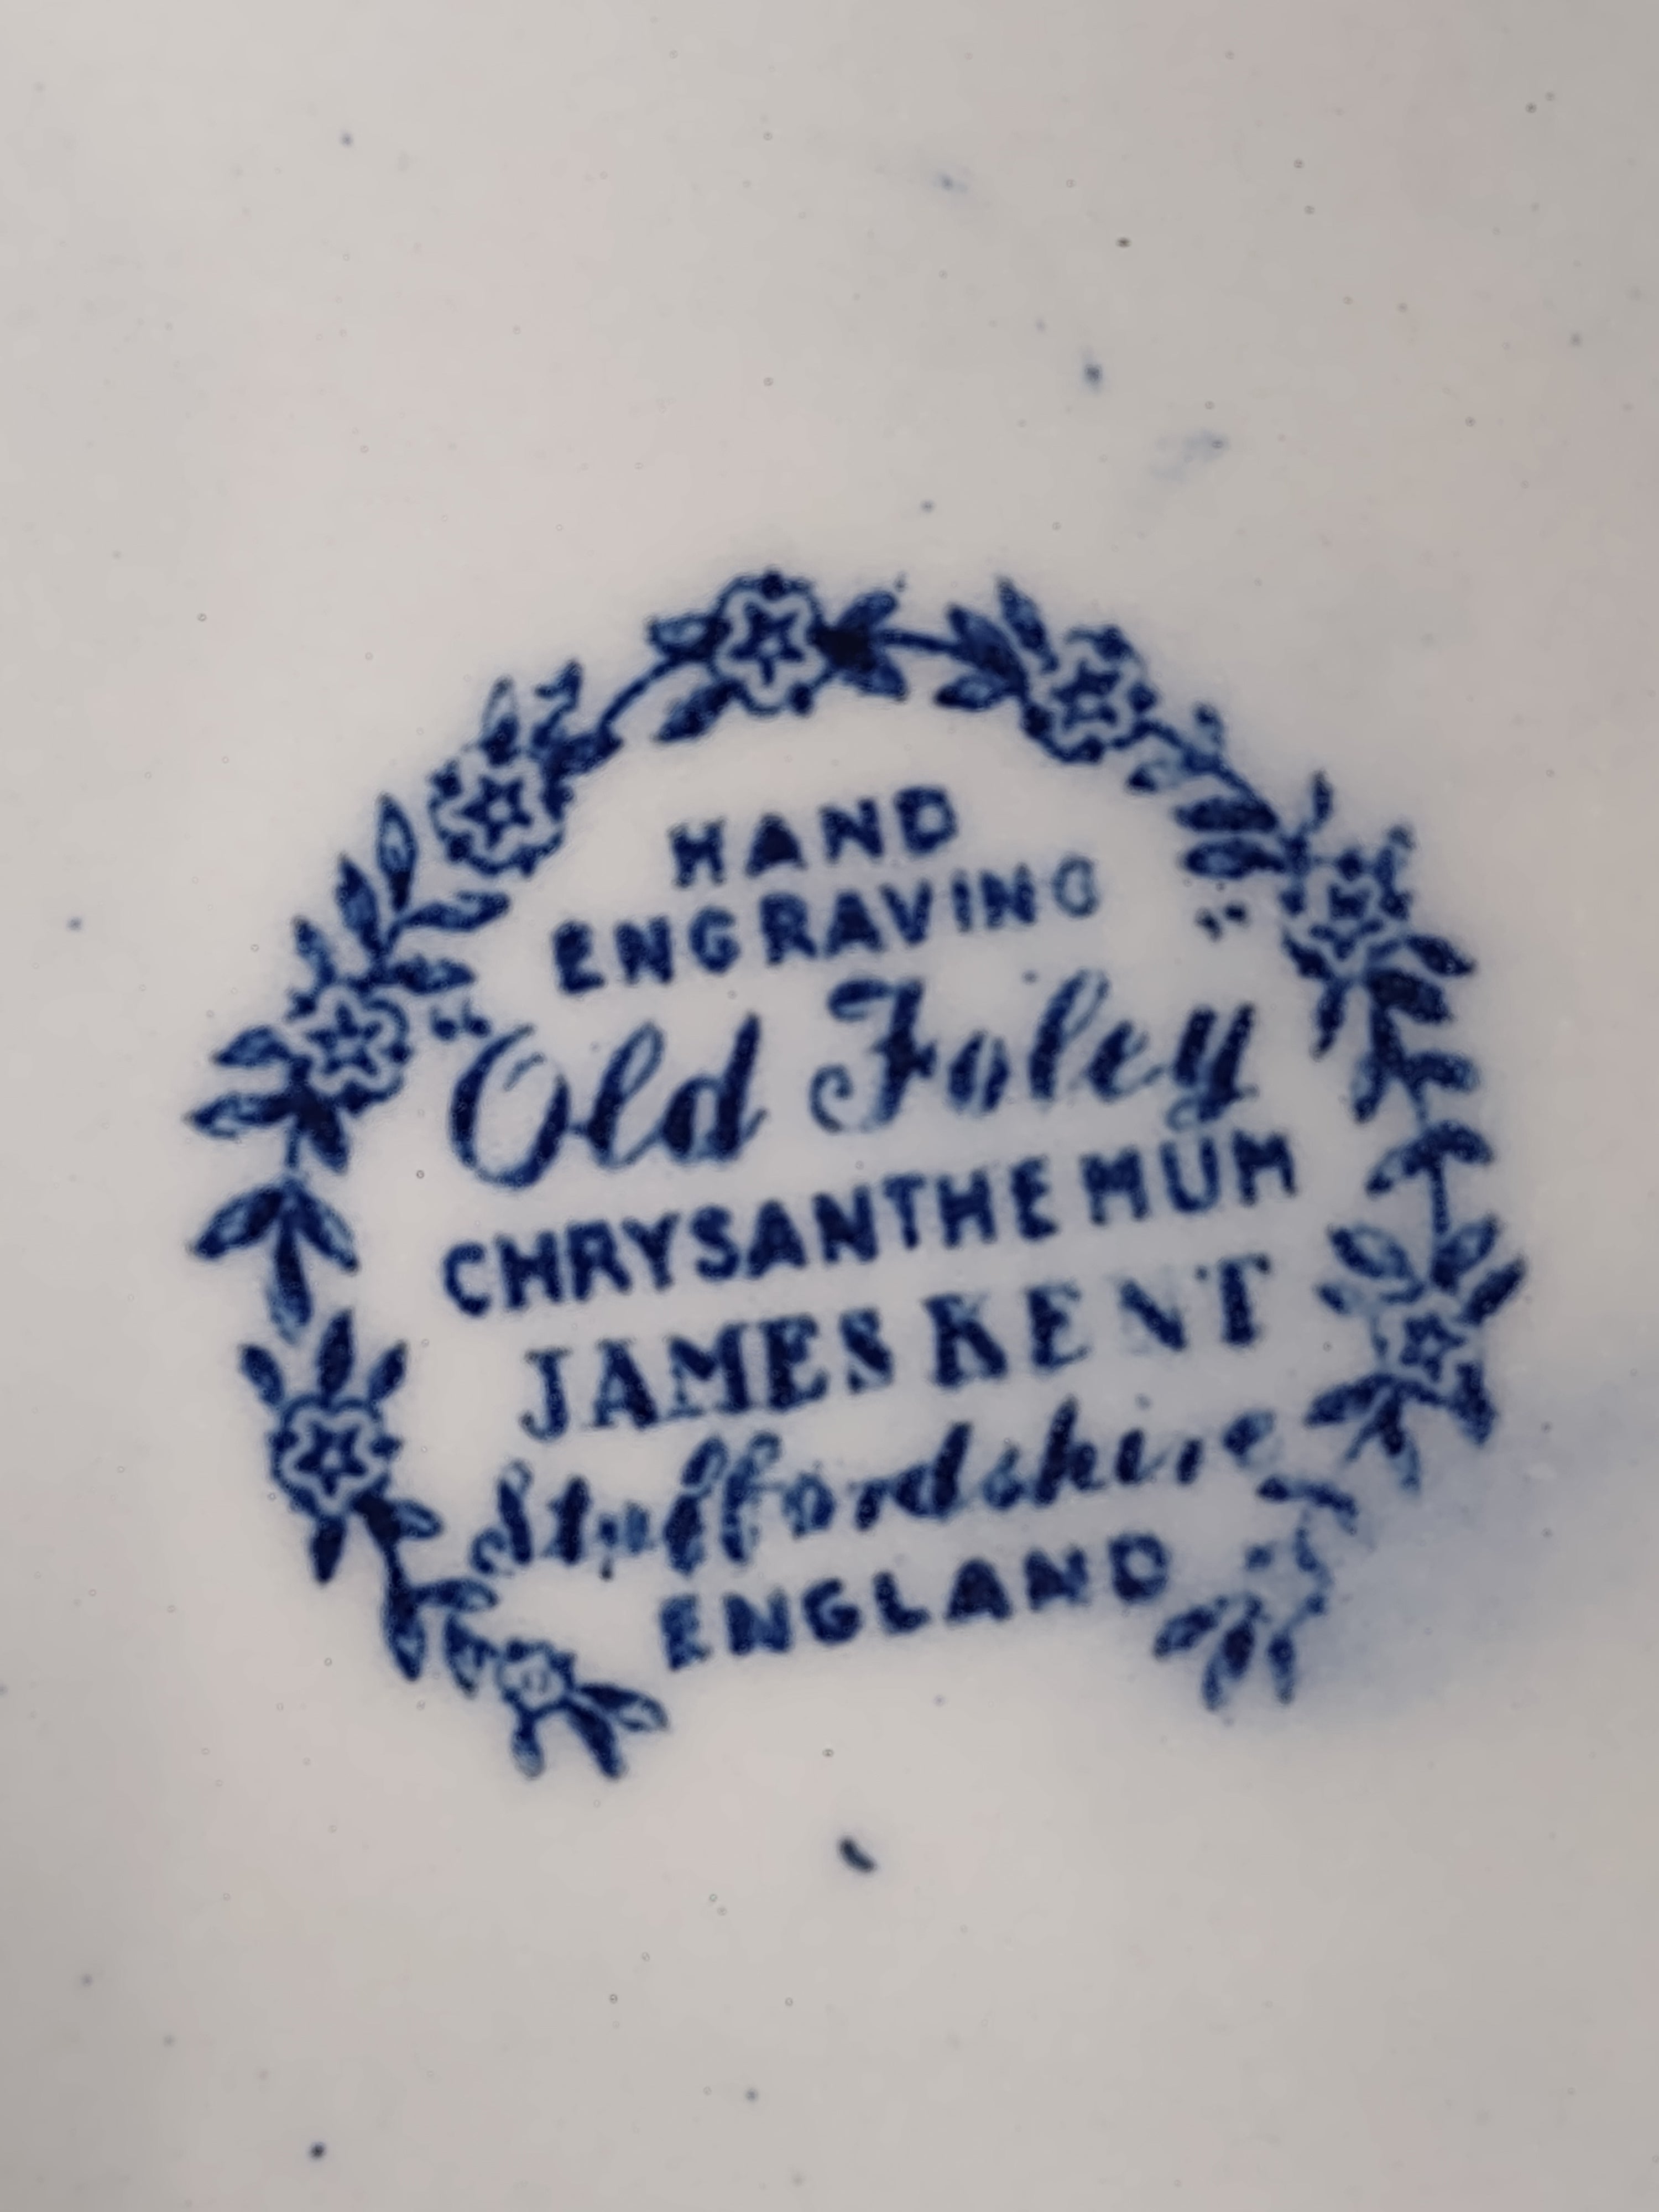 HAND
ENGRAVING
Old Foley
CHRYSANTHEMUM
JAMES KENT
Staffordshire
ENGLAND